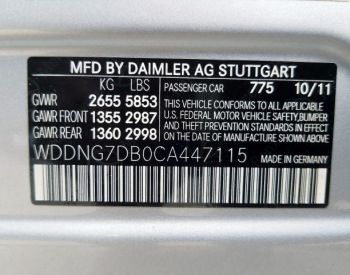 MFD BY DAIMLER AG STUTTGART
KG LBS
GVWR 2655 5853
GAWR FRONT 1355 2987
GAWR REAR 1360 2998
PASSENGER CAR 775 10/11
THIS VEHICLE CONFORMS TO ALL APPLICABLE
U.S. FEDERAL MOTOR VEHICLE SAFETY,BUMPER
AND THEFT PREVENTION STANDARDS IN
EFFECT ON THE DATE OF MANUFACTURE
SHOWN ABOVE.
MADE IN GERMANY
WDDNG7DB0CA447115